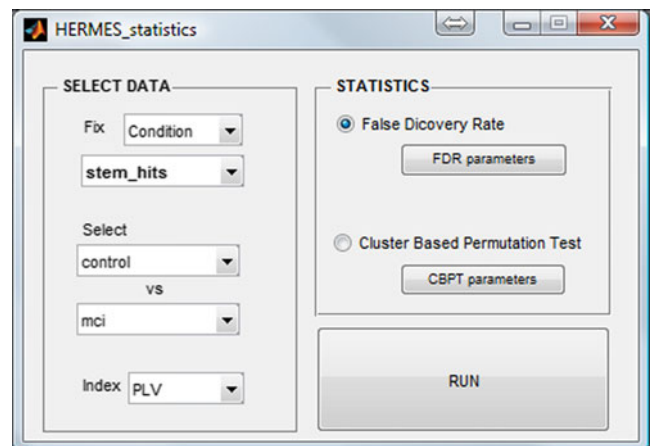 HERMES_statistics
SELECT DATA
Fix Condition
stem_hits
Select
control
vs
mci
Index PLV
STATISTICS
False Dicovery Rate
FDR parameters
Cluster Based Permutation Test
CBPT parameters
RUN